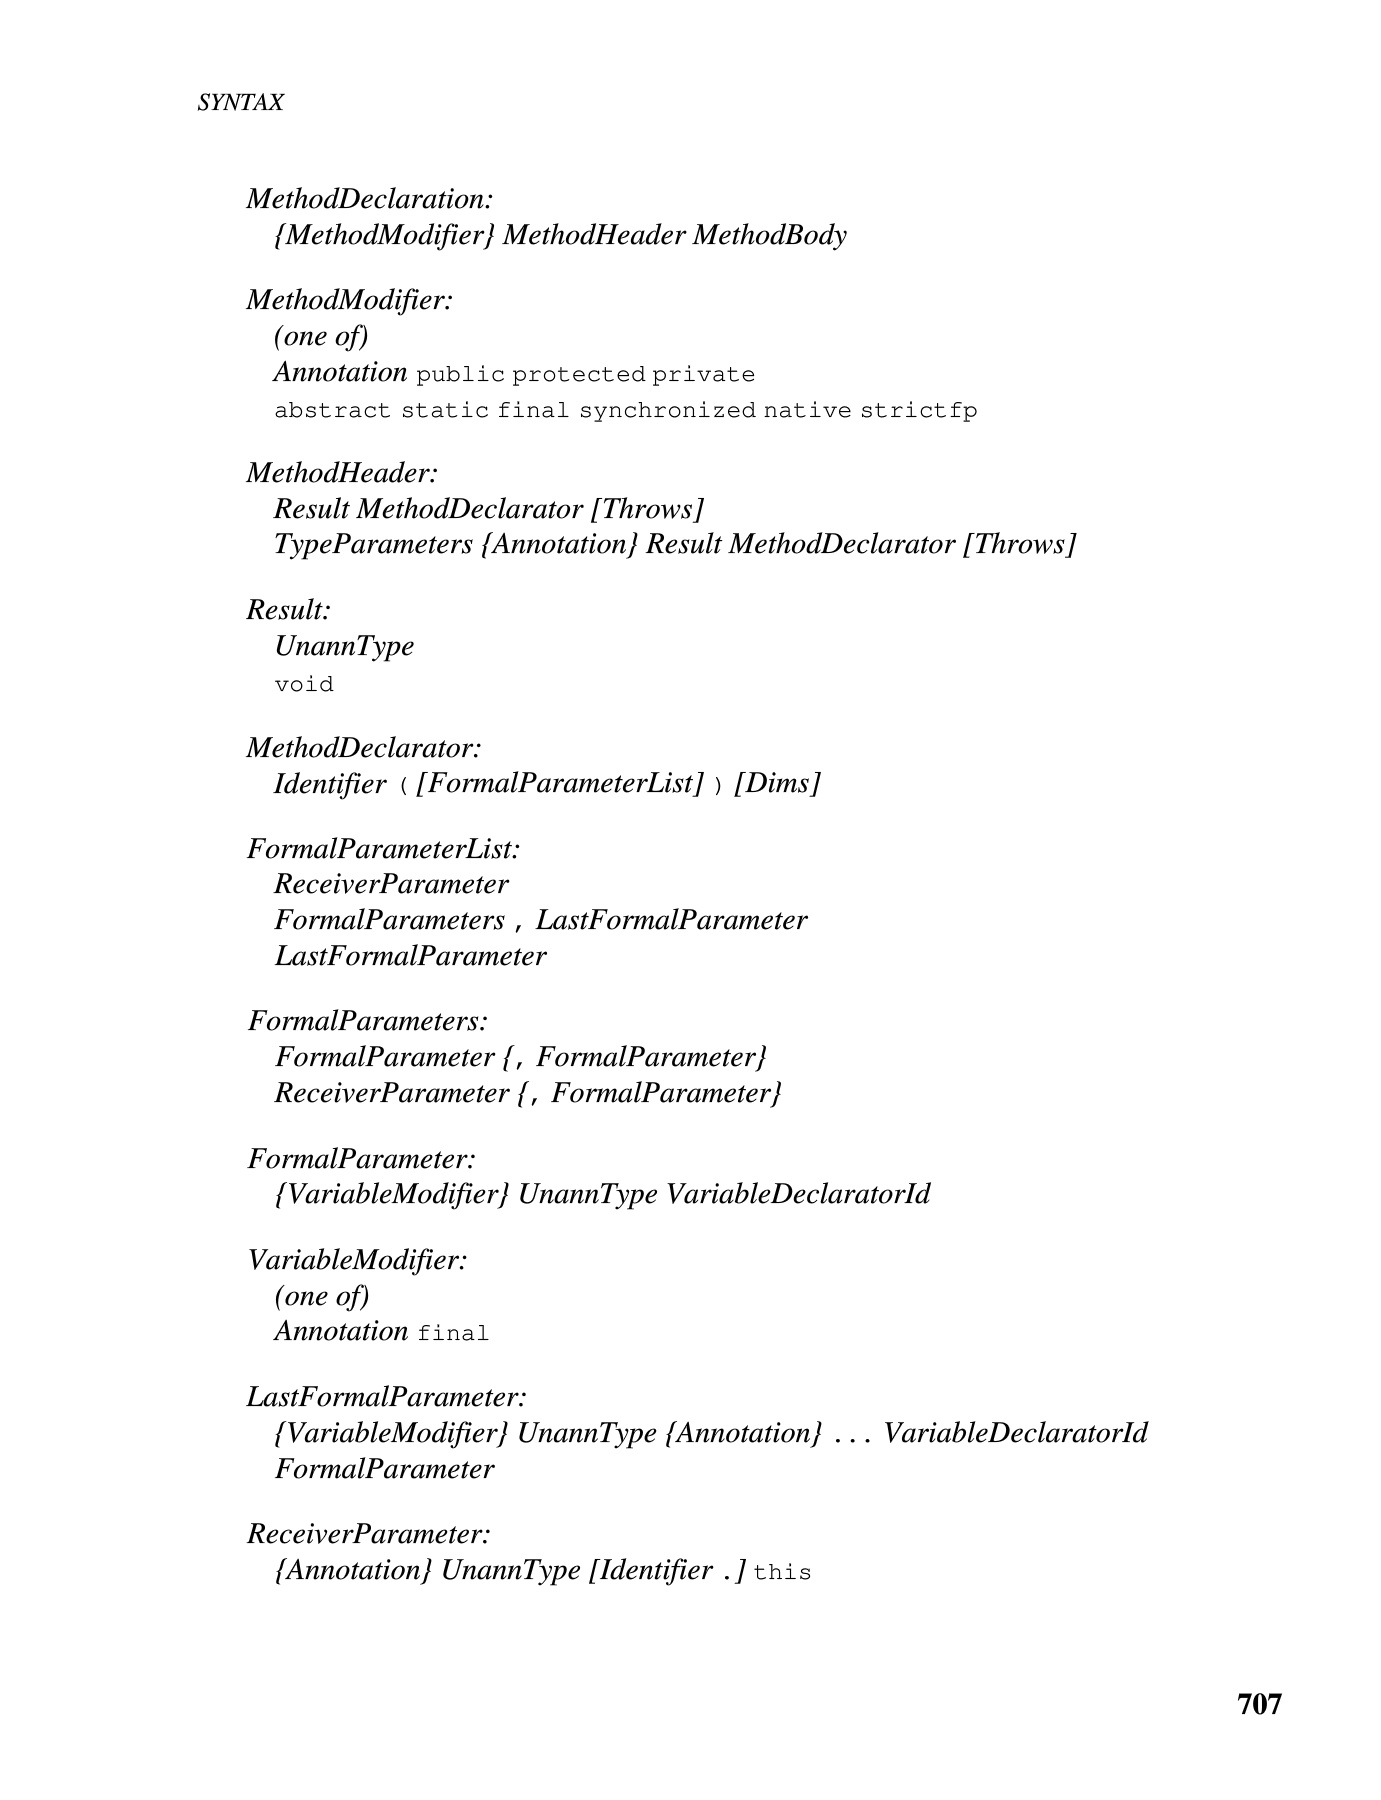 SYNTAX
MethodDeclaration:
{MethodModifier} MethodHeader MethodBody
MethodModifier:
(one of)
Annotation public protected private
abstract static final synchronized native strictfp
MethodHeader:
Result MethodDeclarator [Throws]
TypeParameters {Annotation} Result MethodDeclarator [Throws]
Result:
UnannType
void
MethodDeclarator:
Identifier ( [FormalParameterList] ) [Dims]
FormalParameterList:
ReceiverParameter
FormalParameters , LastFormalParameter
LastFormalParameter
FormalParameters:
FormalParameter {, FormalParameter}
ReceiverParameter {, FormalParameter}
FormalParameter:
{VariableModifier} UnannType VariableDeclaratorId
VariableModifier:
(one of)
Annotation final
LastFormalParameter:
{VariableModifier} UnannType {Annotation} ... VariableDeclaratorId
FormalParameter
ReceiverParameter:
{Annotation} UnannType [Identifier .] this
707